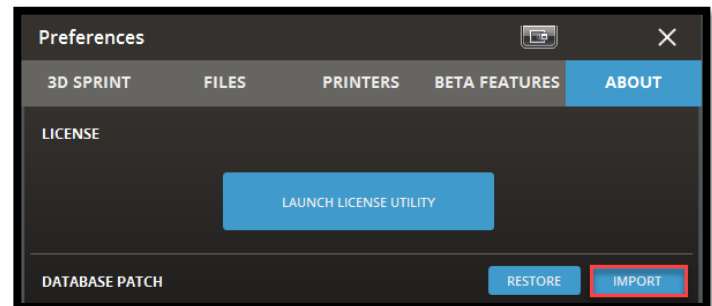 Preferences
3D SPRINT FILES PRINTERS BETA FEATURES ABOUT
LICENSE
LAUNCH LICENSE UTILITY
DATABASE PATCH RESTORE IMPORT